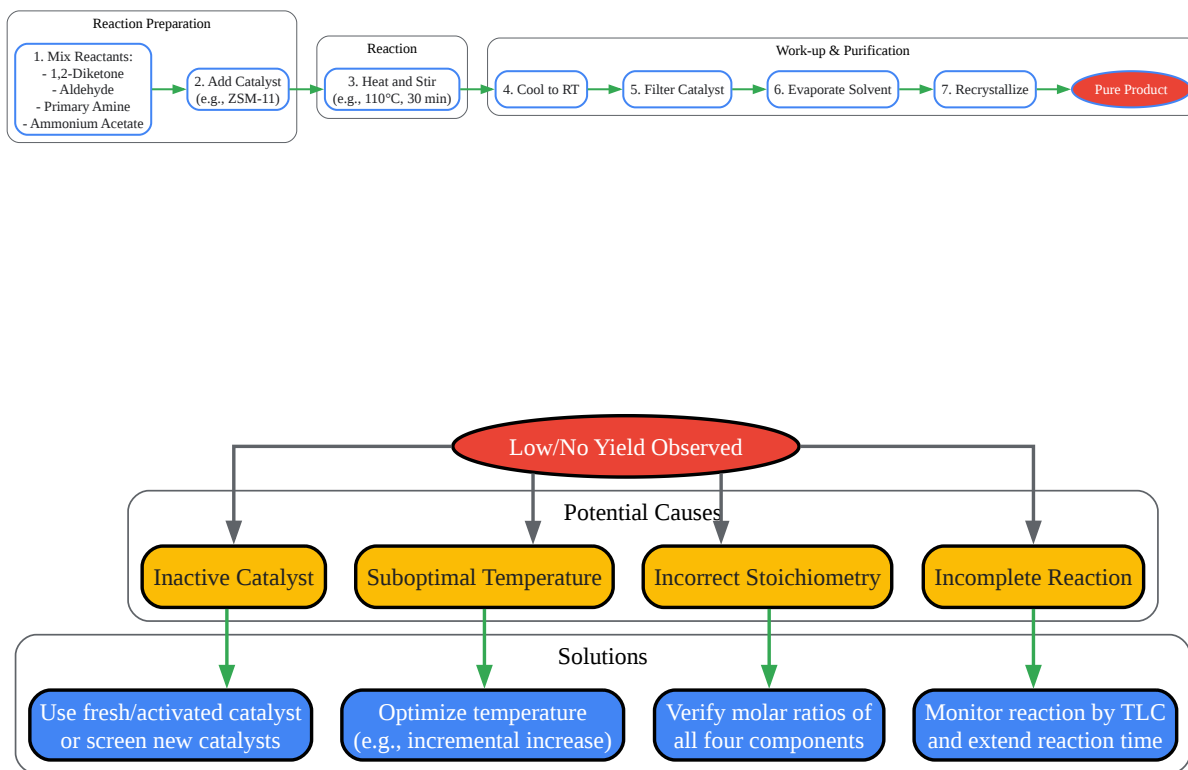 Reaction Preparation
1. Mix Reactants:
- 1,2-Diketone
- Aldehyde
- Primary Amine
- Ammonium Acetate
2. Add Catalyst
(e.g., ZSM-11)
Reaction
3. Heat and Stir
(e.g., 110°C, 30 min)
Work-up & Purification
4. Cool to RT
5. Filter Catalyst
6. Evaporate Solvent
7. Recrystallize
Pure Product
Low/No Yield Observed
Potential Causes
Inactive Catalyst
Suboptimal Temperature
Incorrect Stoichiometry
Incomplete Reaction
Solutions
Use fresh/activated catalyst
or screen new catalysts
Optimize temperature
(e.g., incremental increase)
Verify molar ratios of
all four components
Monitor reaction by TLC
and extend reaction time